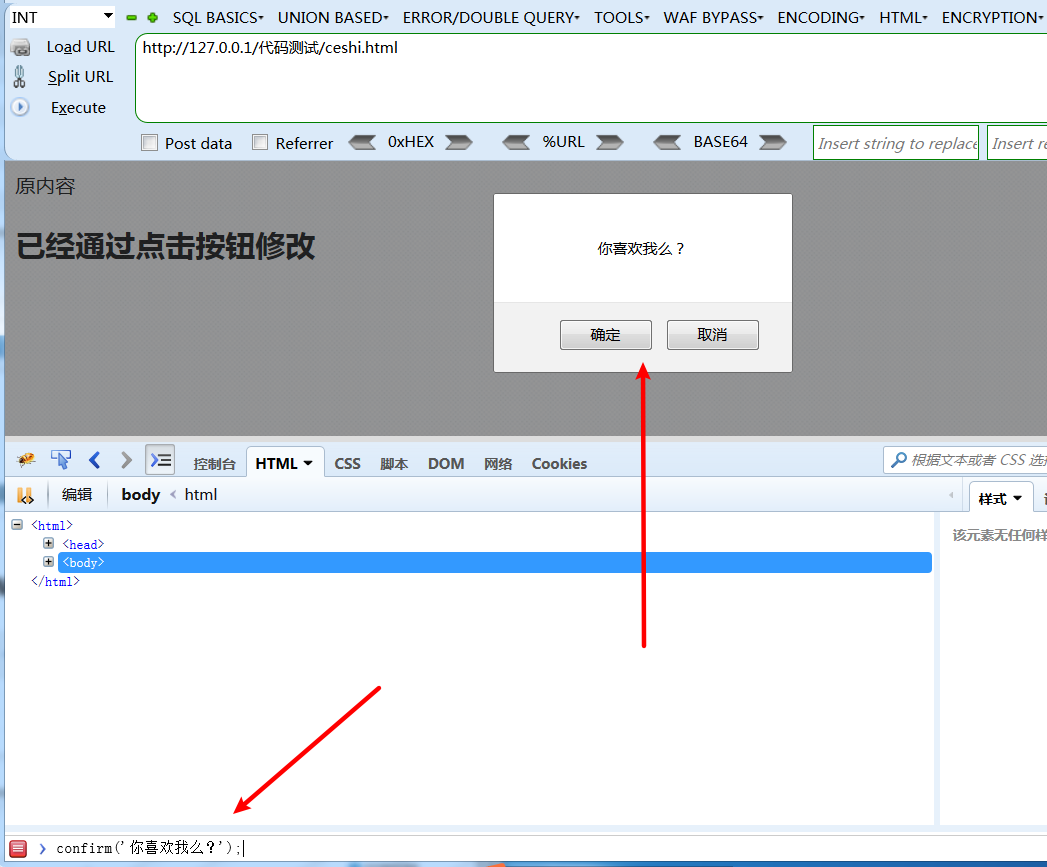 INT SQL BASICS UNION BASED ERROR/DOUBLE QUERY TOOLS WAF BYPASS ENCODING HTML ENCRYPTION
Load URL
http://127.0.0.1/代码测试/ceshi.html
Split URL
Execute
Post data Referrer 0xHEX %URL BASE64 Insert string to replace Insert re
原内容
已经通过点击按钮修改
你喜欢我么？
确定 取消
控制台 HTML CSS 脚本 DOM 网络 Cookies 根据文本或者 CSS 选
编辑 body < html 样式
<html>
<head>
该元素无任何样
<body>
</html>
confirm('你喜欢我么？');